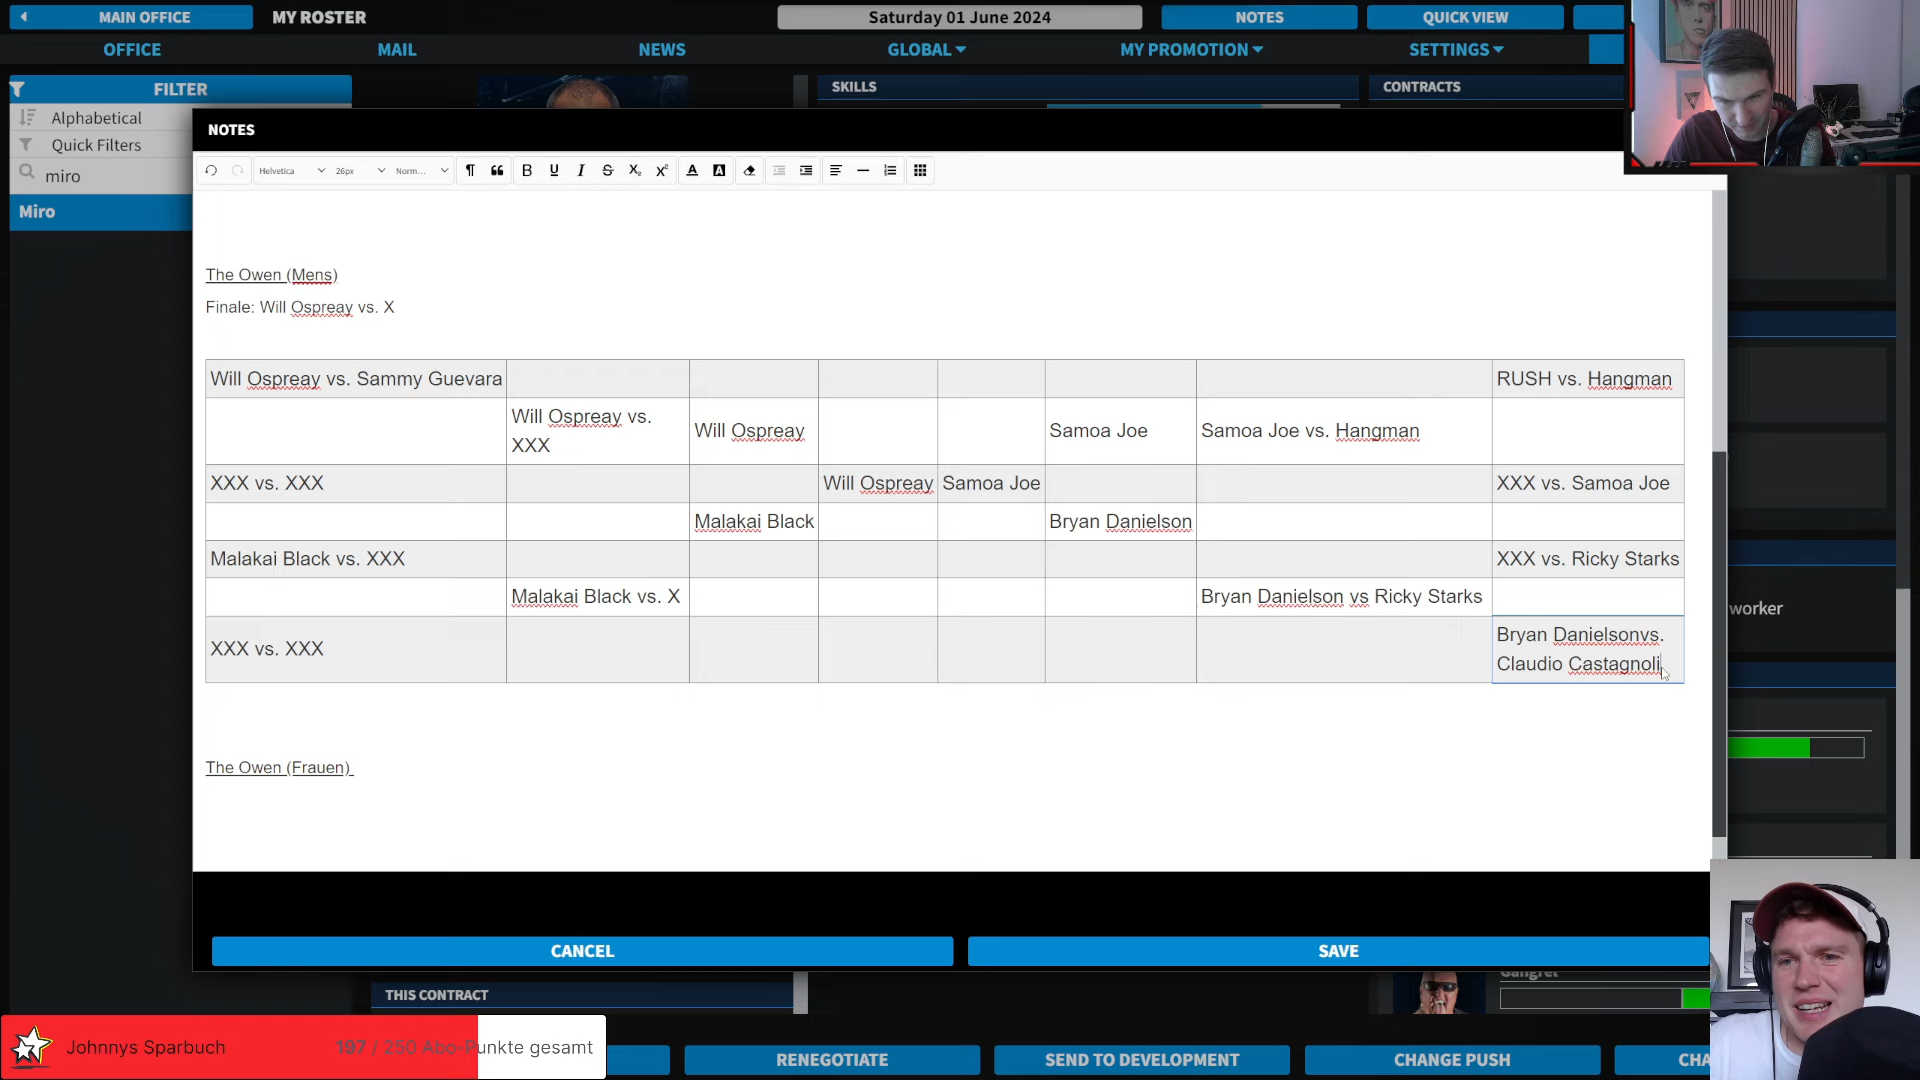 MAIN OFFICE
MY ROSTER
Saturday 01 June 2024
NOTES
QUICK VIEW
OFFICE
MAIL
NEWS
GLOBAL
MY PROMOTION
SETTINGS
FILTER
SKILLS
CONTRACTS
Alphabetical
Quick Filters
miro
Miro
NOTES
Helvetica
26px
Norm...
The Owen (Mens)
Finale: Will Ospreay vs. X
Will Ospreay vs. Sammy Guevara
RUSH vs. Hangman
Will Ospreay vs.
XXX
Will Ospreay
Samoa Joe
Samoa Joe vs. Hangman
XXX vs. XXX
Will Ospreay
Samoa Joe
XXX vs. Samoa Joe
Malakai Black
Bryan Danielson
Malakai Black vs. XXX
XXX vs. Ricky Starks
Malakai Black vs. X
Bryan Danielson vs Ricky Starks
XXX vs. XXX
Bryan Danielsonvs.
Claudio Castagnoli
worker
The Owen (Frauen)
CANCEL
SAVE
Gangrel
THIS CONTRACT
Johnnys Sparbuch
197 / 250 Abo-Punkte gesamt
RENEGOTIATE
SEND TO DEVELOPMENT
CHANGE PUSH